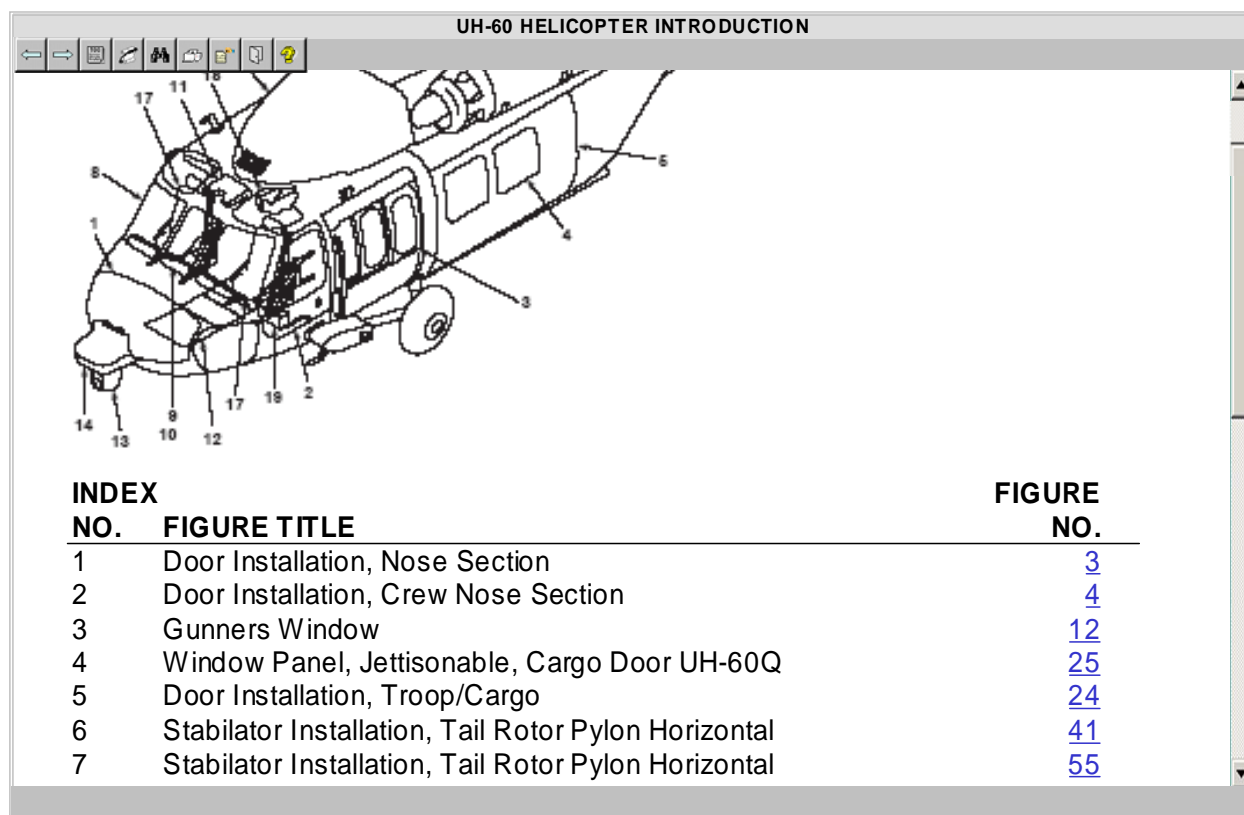 UH-60 HELICOPTER INTRODUCTION
18
11
17
8
5
1
4
3
2
19
17
14
9
13
10
12
INDEX FIGURE
NO. FIGURE TITLE NO.
1 Door Installation, Nose Section 3
2 Door Installation, Crew Nose Section 4
3 Gunners Window 12
4 Window Panel, Jettisonable, Cargo Door UH-60Q 25
5 Door Installation, Troop/Cargo 24
6 Stabilator Installation, Tail Rotor Pylon Horizontal 41
7 Stabilator Installation, Tail Rotor Pylon Horizontal 55